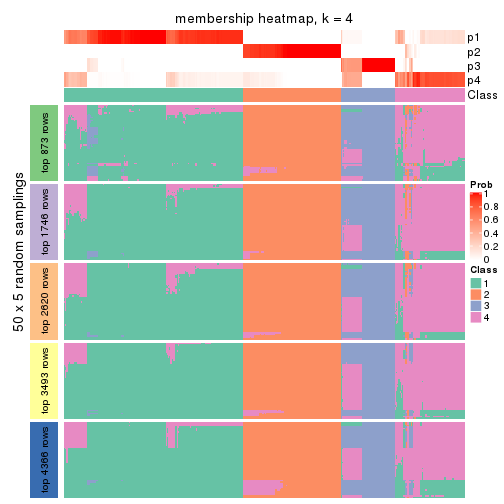 membership heatmap, k = 4
p1
p2
p3
p4
Class
50 x 5 random samplings
top 873 rows
top 1746 rows
top 2620 rows
top 3493 rows
top 4366 rows
Prob
1
0.8
0.6
0.4
0.2
0
Class
1
2
3
4